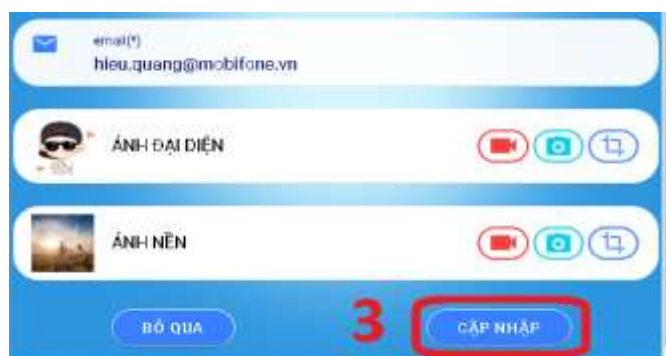 email(*)
hieu.quang@mobifone.vn
ẢNH ĐẠI DIỆN
ẢNH NỀN
BỎ QUA
3
CẬP NHẬP